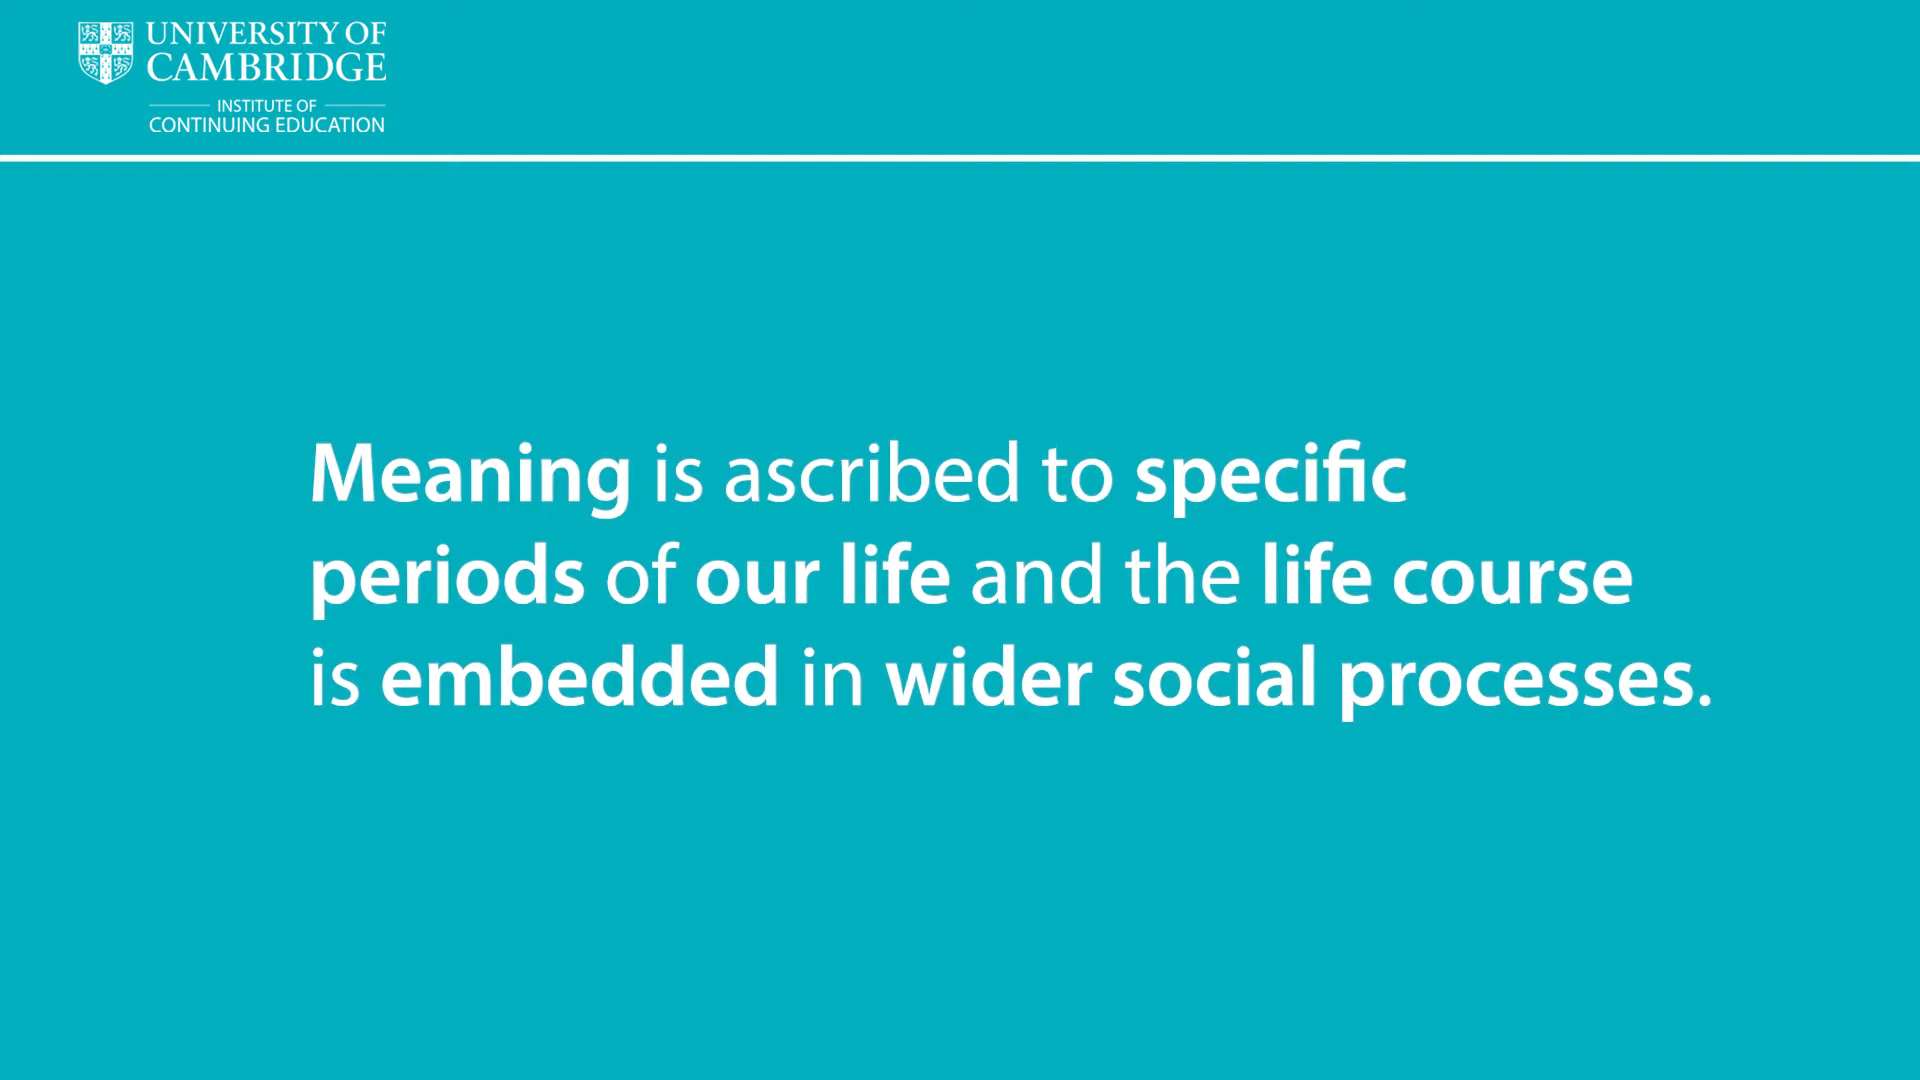 UNIVERSITY OF
CAMBRIDGE
INSTITUTE OF
CONTINUING EDUCATION
Meaning is ascribed to specific
periods of our life and the life course
is embedded in wider social processes.